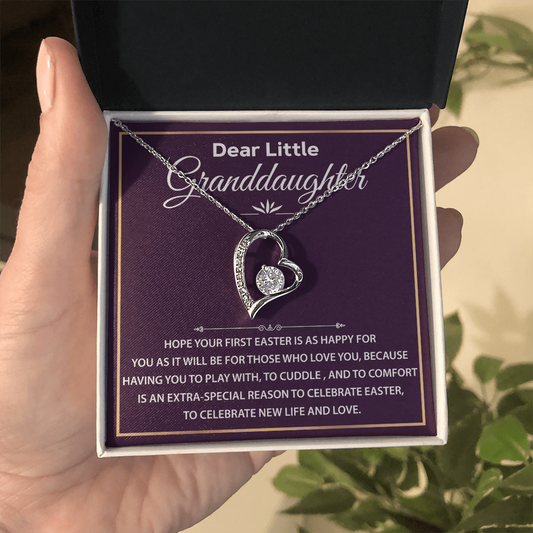 Dear Little
Granddaughter
HOPE YOUR FIRST EASTER IS AS HAPPY FOR
YOU AS IT WILL BE FOR THOSE WHO LOVE YOU, BECAUSE
HAVING YOU TO PLAY WITH, TO CUDDLE , AND TO COMFORT
IS AN EXTRA-SPECIAL REASON TO CELEBRATE EASTER,
TO CELEBRATE NEW LIFE AND LOVE.